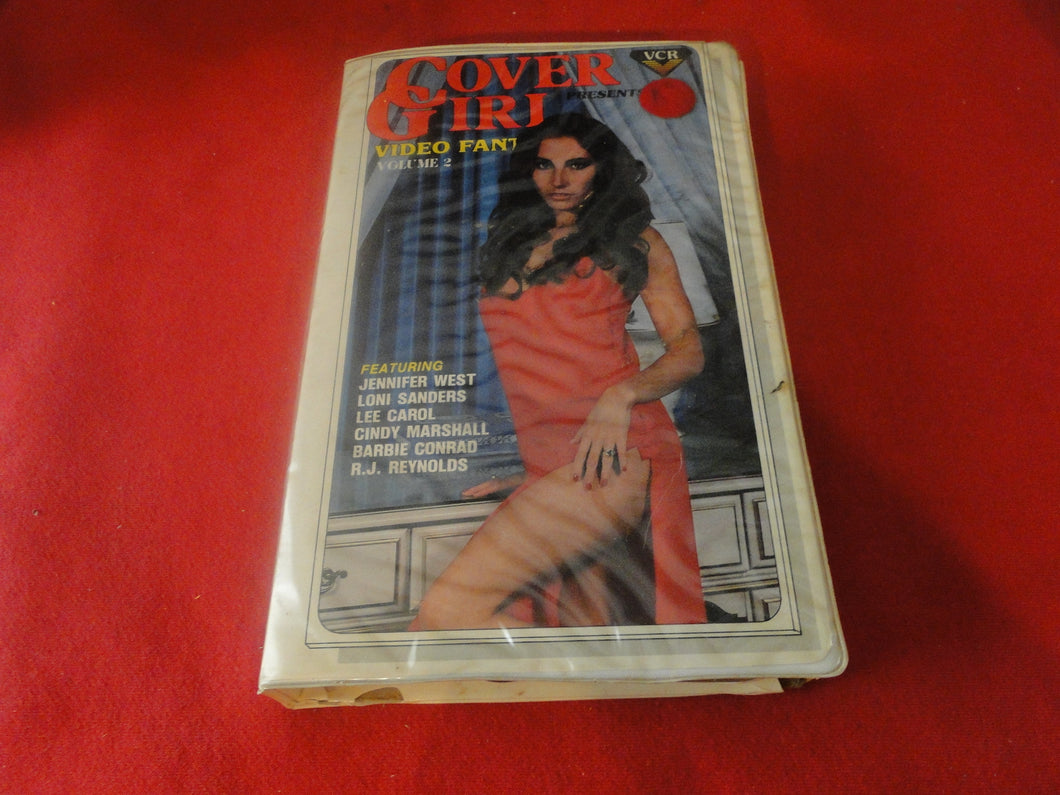 COVER
GIRL
PRESENTS
VCR
VIDEO FANT
VOLUME 2
FEATURING
JENNIFER WEST
LONI SANDERS
LEE CAROL
CINDY MARSHALL
BARBIE CONRAD
R.J. REYNOLDS